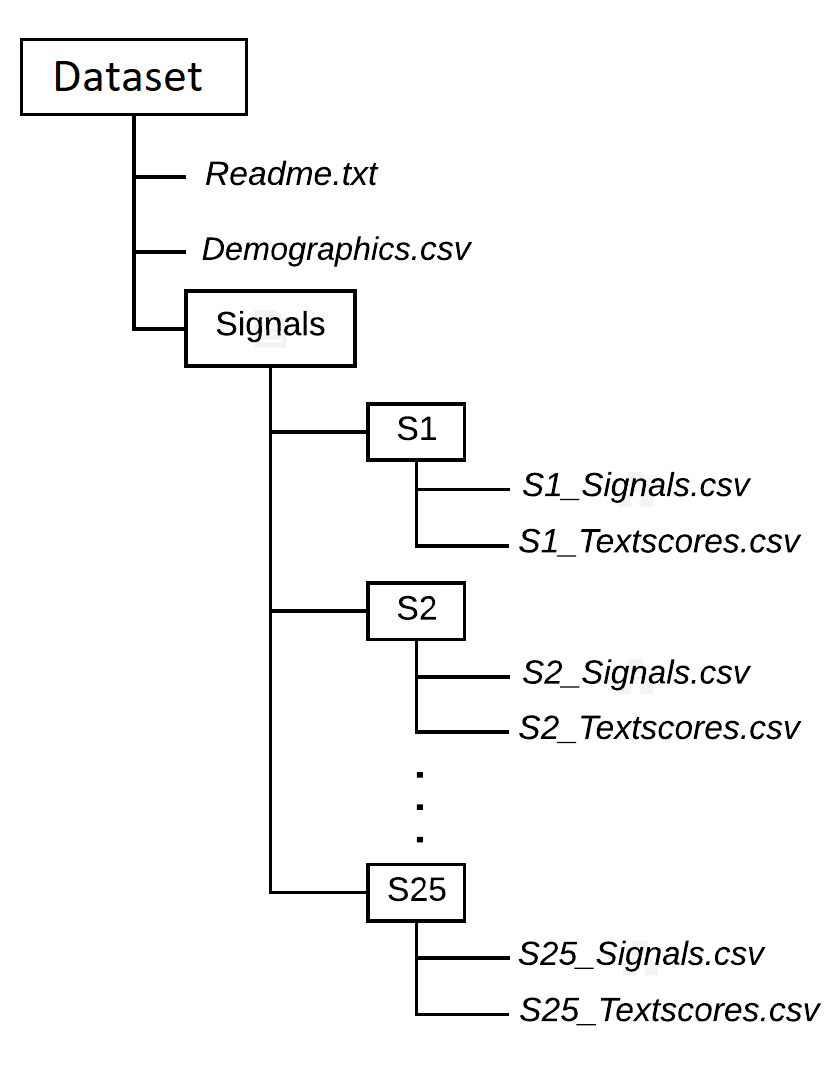 Dataset
Readme.txt
Demographics.csv
Signals
S1
S1_Signals.csv
S1_Textscores.csv
S2
S2_Signals.csv
S2_Textscores.csv
S25
S25_Signals.csv
S25_Textscores.csv